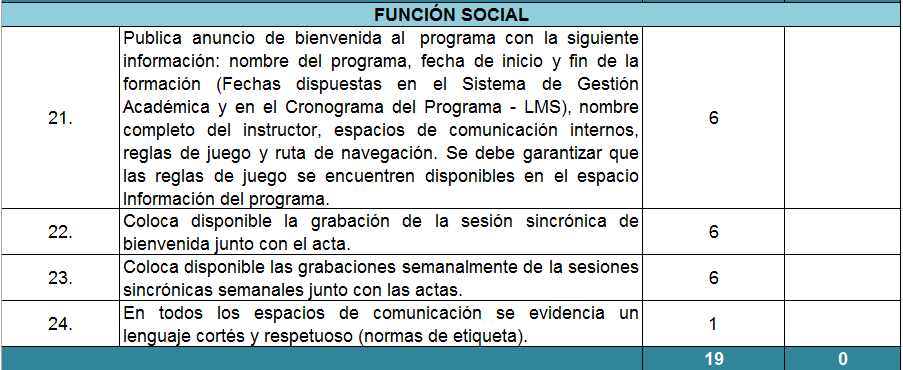 FUNCIÓN SOCIAL
21.
Publica anuncio de bienvenida al programa con la siguiente
información: nombre del programa, fecha de inicio y fin de la
formación (Fechas dispuestas en el Sistema de Gestión
Académica y en el Cronograma del Programa - LMS), nombre
completo del instructor, espacios de comunicación internos,
reglas de juego y ruta de navegación. Se debe garantizar que
las reglas de juego se encuentren disponibles en el espacio
Información del programa.
6
22.
Coloca disponible la grabación de la sesión sincrónica de
bienvenida junto con el acta.
6
23.
Coloca disponible las grabaciones semanalmente de la sesiones
sincrónicas semanales junto con las actas.
6
24.
En todos los espacios de comunicación se evidencia un
lenguaje cortés y respetuoso (normas de etiqueta).
1
19 0